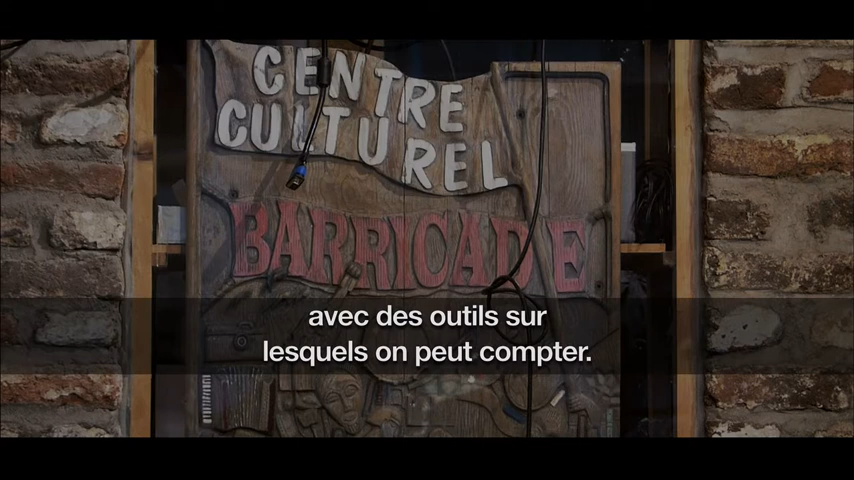 CENTRE
CULTUREL
BARRICADE
avec des outils sur
lesquels on peut compter.